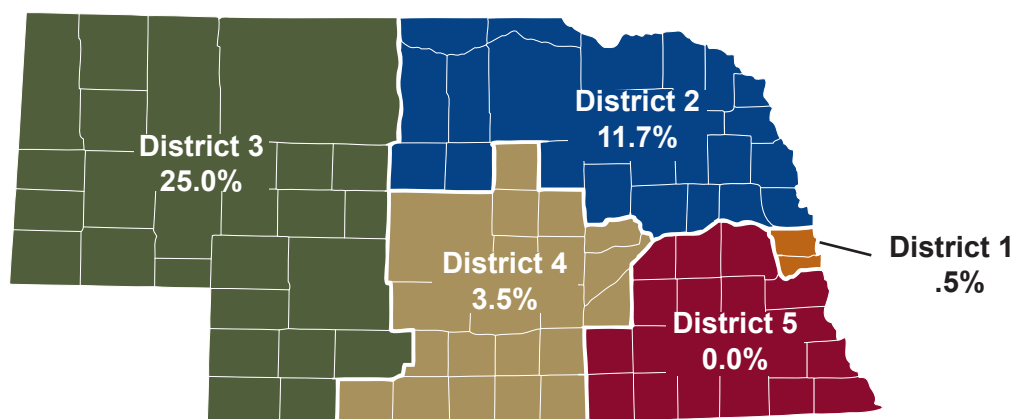 District 2
11.7%
District 3
25.0%
District 1
.5%
District 4
3.5%
District 5
0.0%